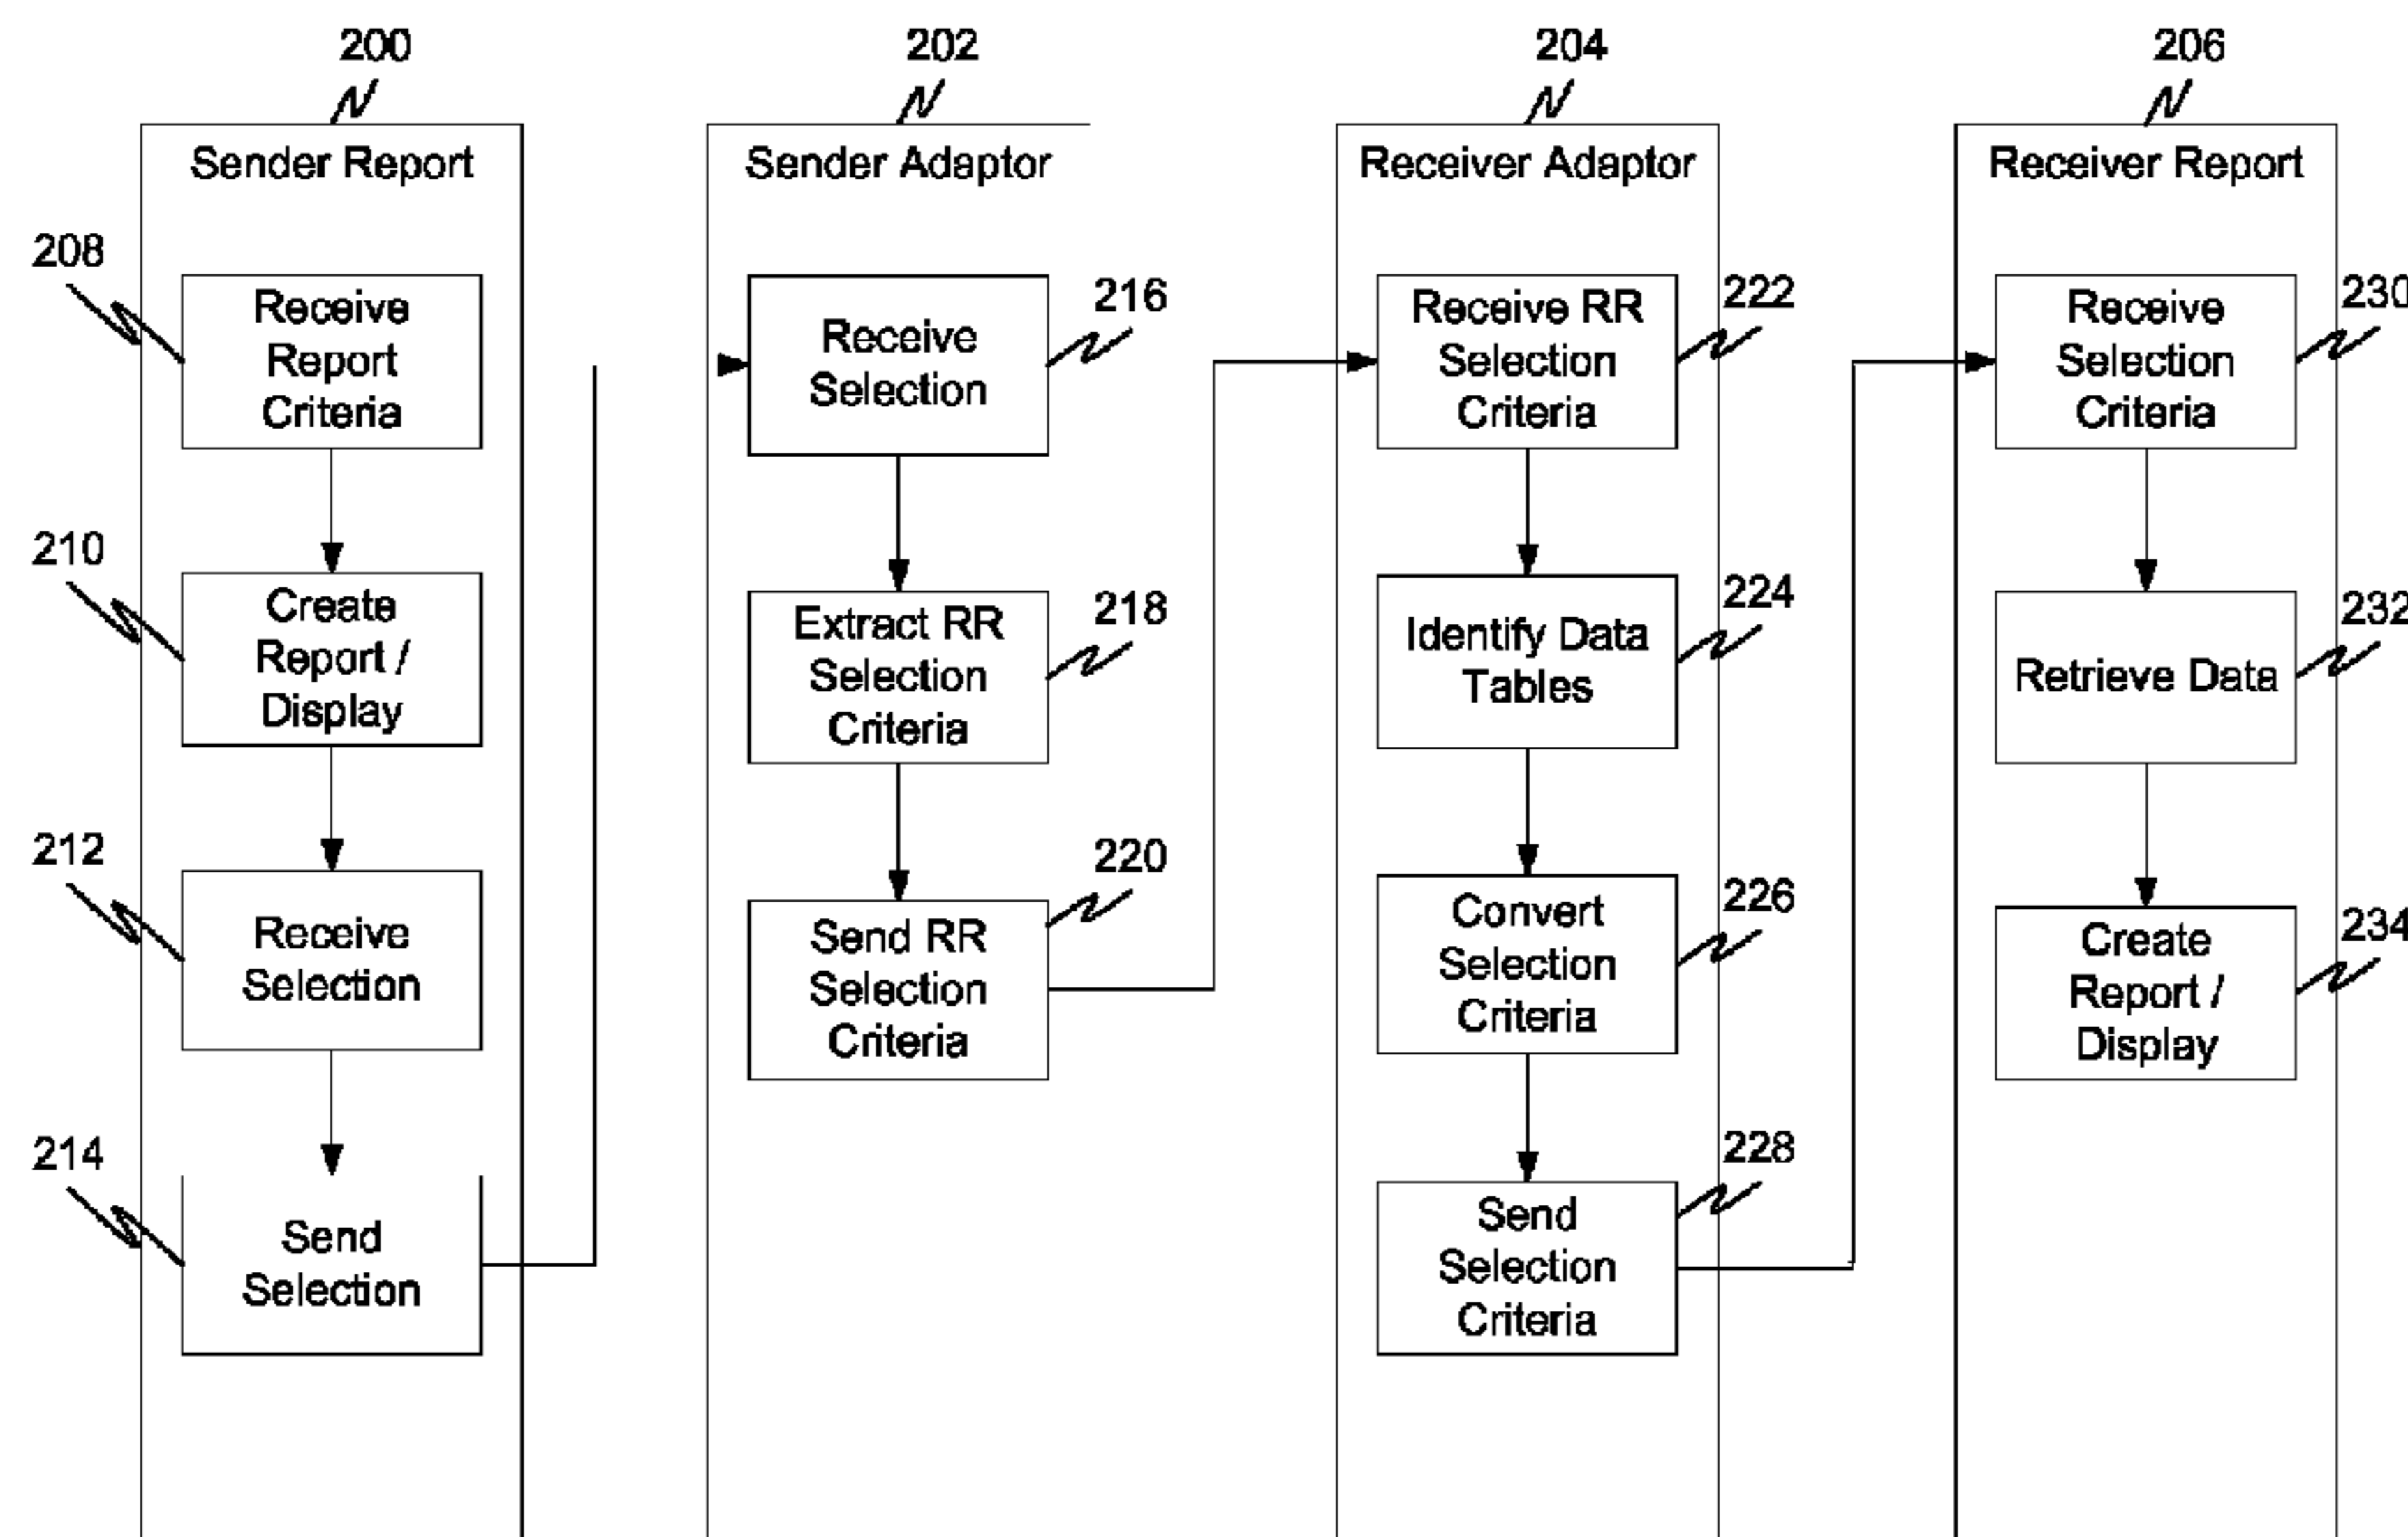 200
202
204
206
Sender Report
Sender Adaptor
Receiver Adaptor
Receiver Report
208
Receive
Report
Criteria
210
Create
Report /
Display
212
Receive
Selection
214
Send
Selection
216
Receive
Selection
218
Extract RR
Selection
Criteria
220
Send RR
Selection
Criteria
222
Receive RR
Selection
Criteria
224
Identify Data
Tables
226
Convert
Selection
Criteria
228
Send
Selection
Criteria
230
Receive
Selection
Criteria
232
Retrieve Data
234
Create
Report /
Display